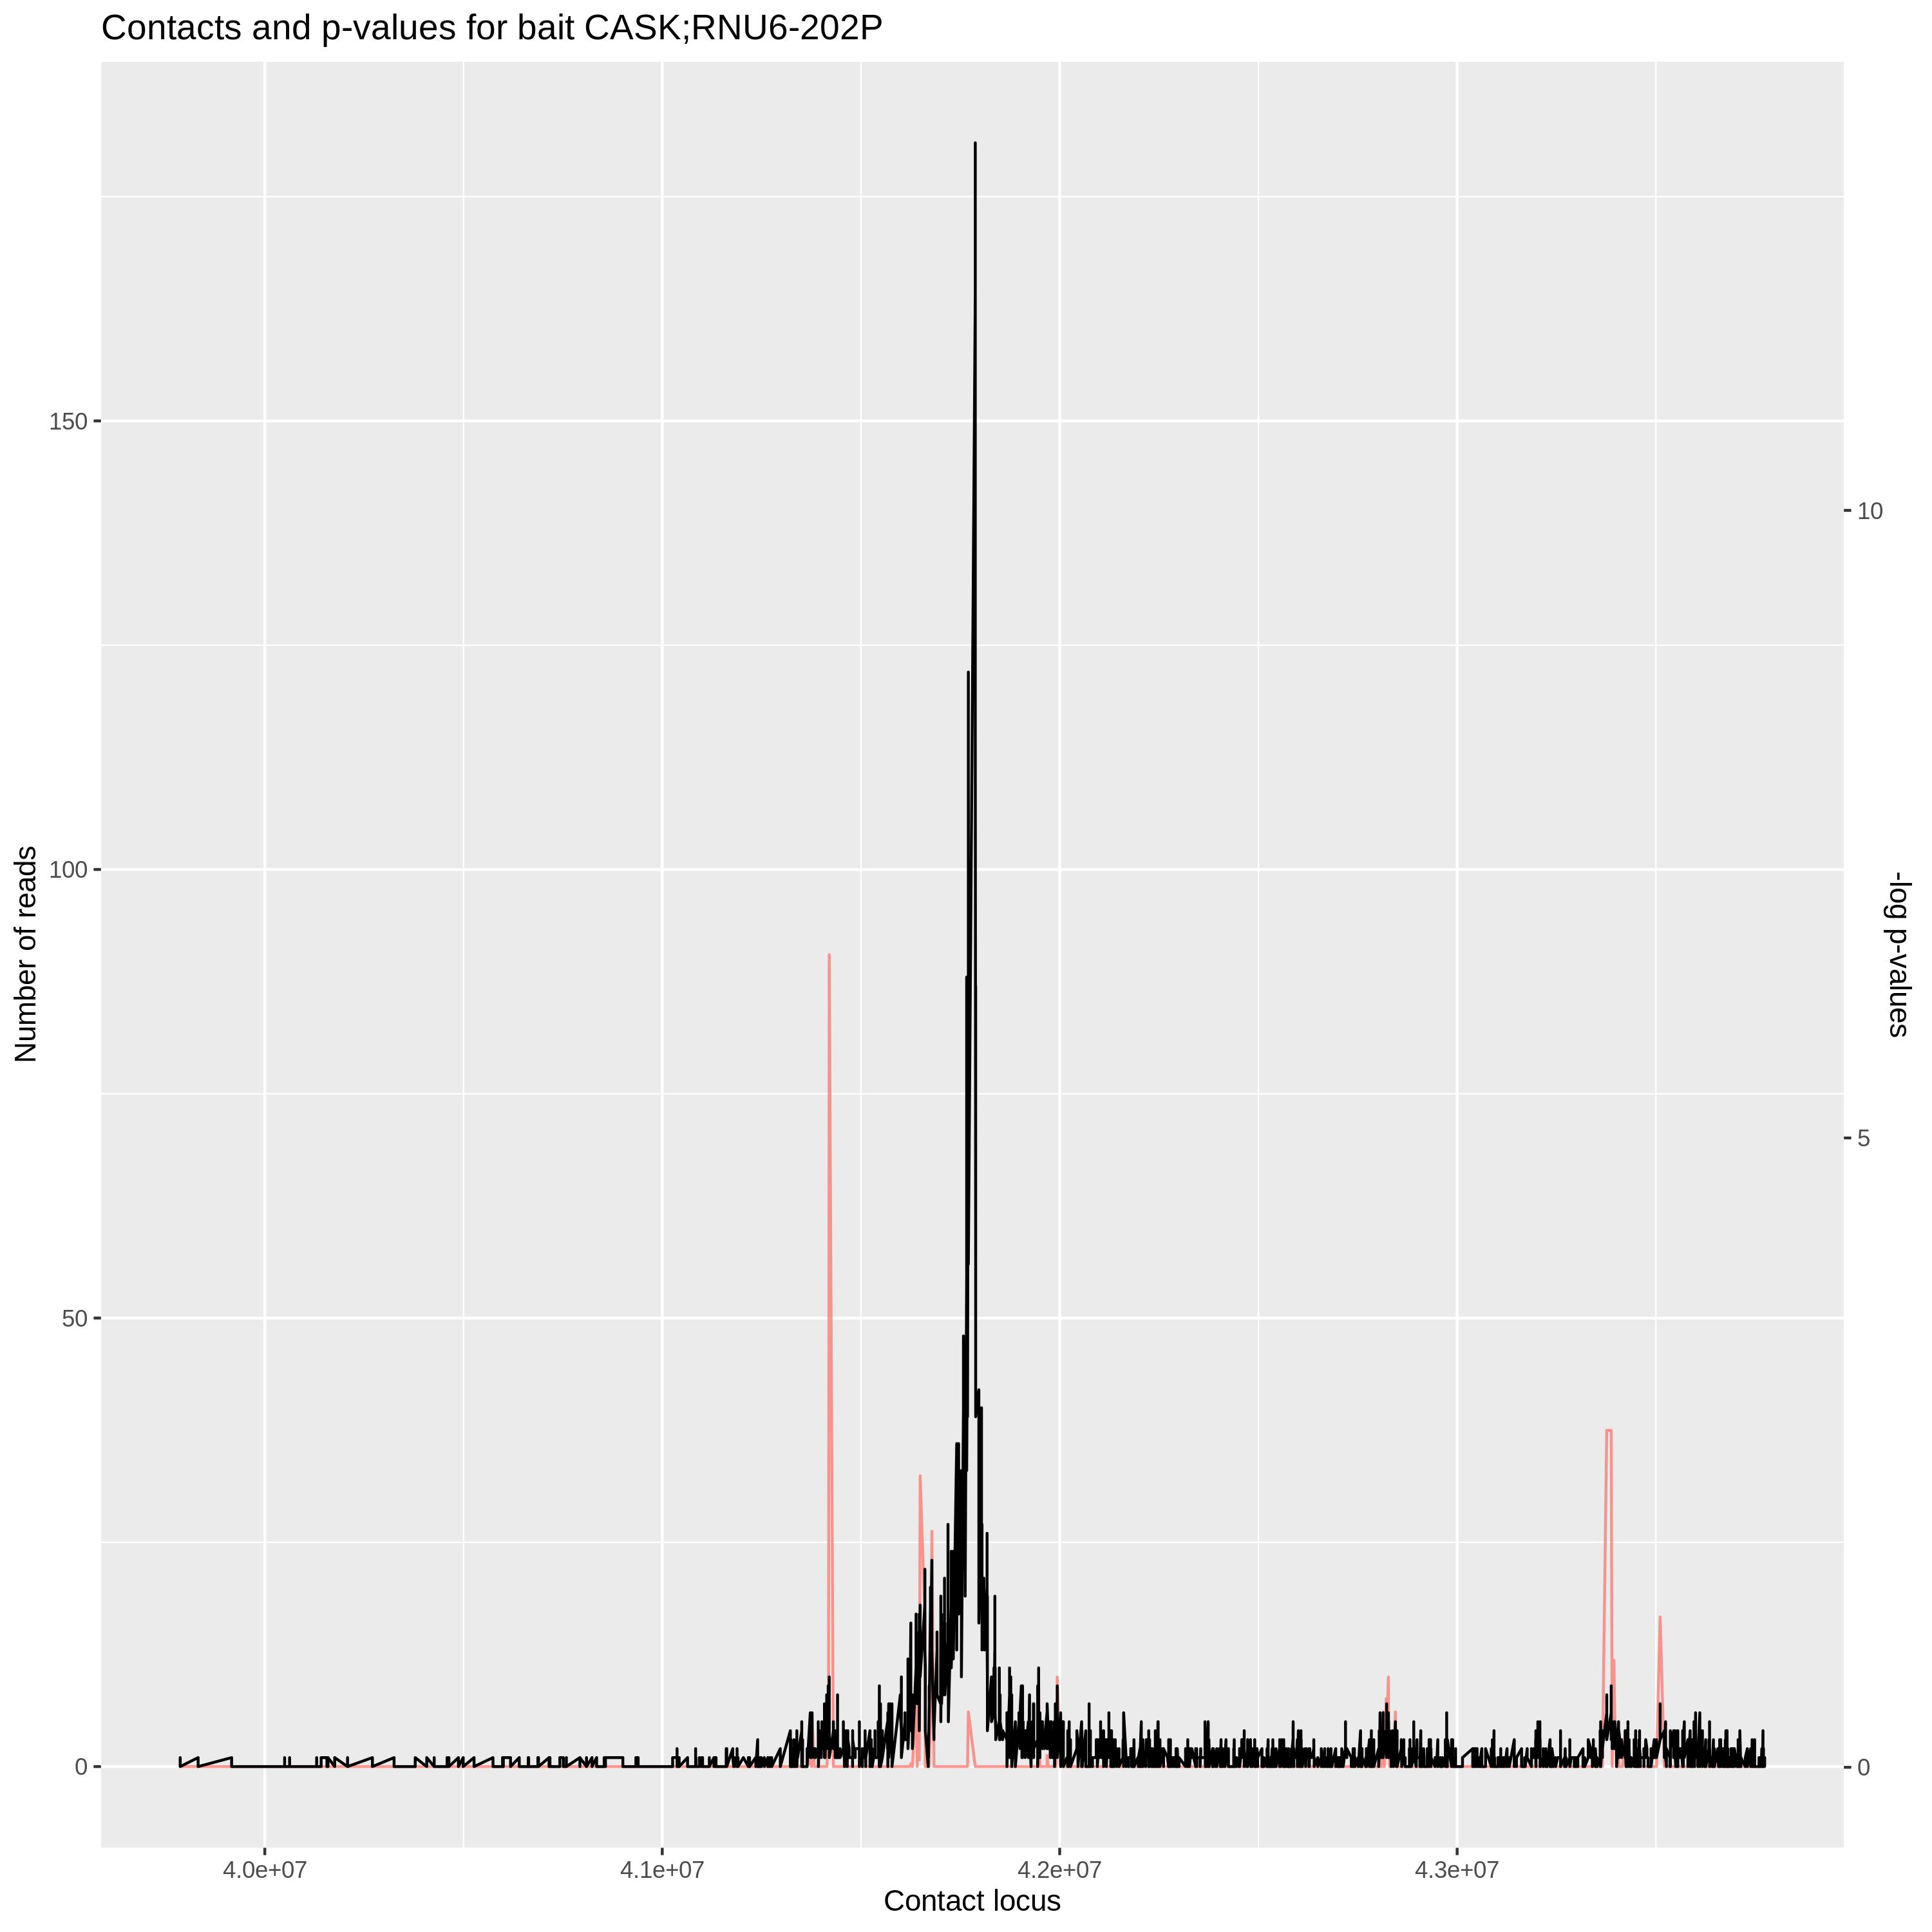 Contacts and p-values for bait CASK;RNU6-202P
150
100
50
0
Number of reads
10
5
0
-log p-values
4.0e+07
4.1e+07
4.2e+07
4.3e+07
Contact locus